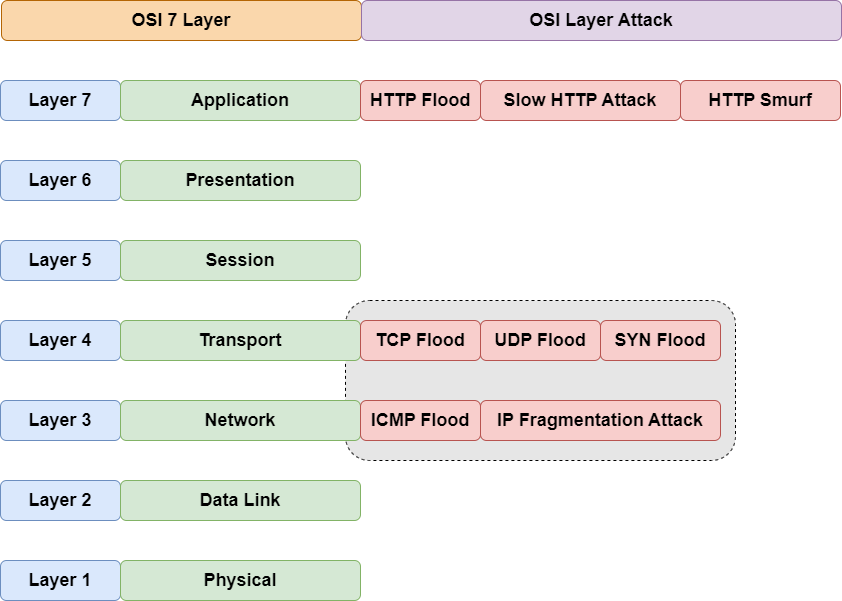 OSI 7 Layer OSI Layer Attack
Layer 7 Application HTTP Flood Slow HTTP Attack HTTP Smurf
Layer 6 Presentation
Layer 5 Session
Layer 4 Transport TCP Flood UDP Flood SYN Flood
Layer 3 Network ICMP Flood IP Fragmentation Attack
Layer 2 Data Link
Layer 1 Physical